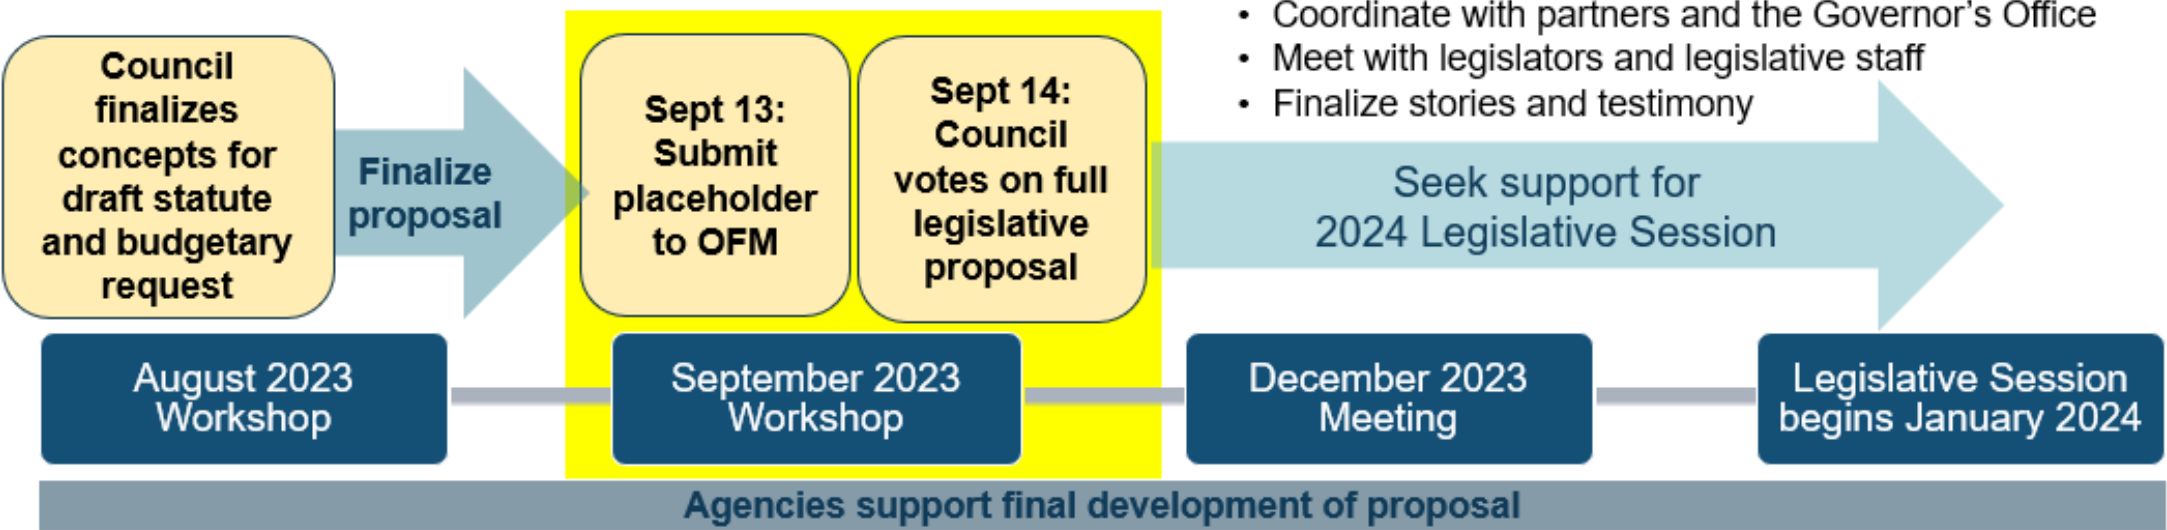 Council
finalizes
concepts for
draft statute
and budgetary
request
Finalize
proposal
Sept 13:
Submit
placeholder
to OFM
Sept 14:
Council
votes on full
legislative
proposal
• Coordinate with partners and the Governor’s Office
• Meet with legislators and legislative staff
• Finalize stories and testimony
Seek support for
2024 Legislative Session
August 2023
Workshop
September 2023
Workshop
December 2023
Meeting
Legislative Session
begins January 2024
Agencies support final development of proposal